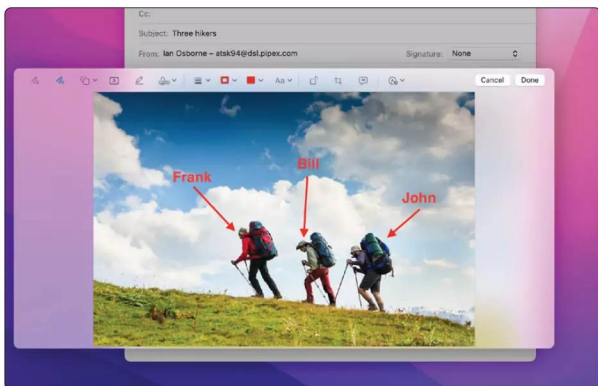 Cc:
Subject: Three hikers
From: Ian Osborne – atsk94@dsl.pipex.com Signature: None
Aa Cancel Done
Bill
Frank
John